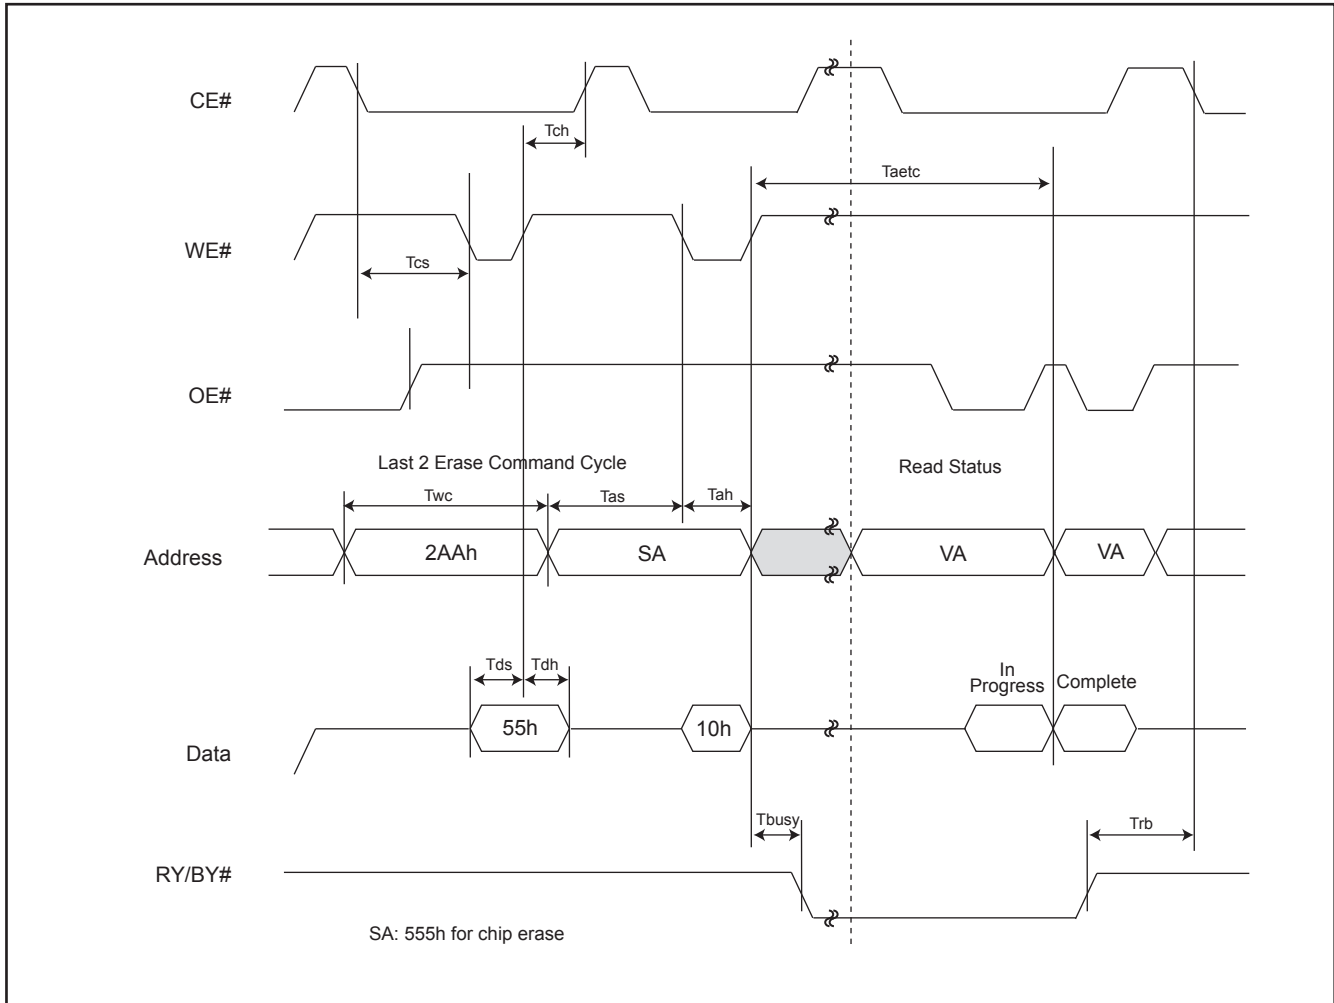 CE#
Tch
Taetc
WE#
Tcs
OE#
Last 2 Erase Command Cycle
Read Status
Twc
Tas
Tah
Address
2AAh
SA
VA
VA
Tds
Tdh
In
Progress
Complete
55h
10h
Data
Tbusy
Trb
RY/BY#
SA: 555h for chip erase